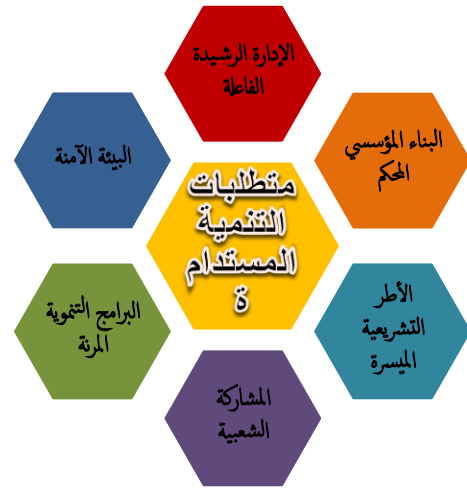 الإدارة الرشيدة
الفاعلة
البناء المؤسسي
المحكم
الأطر
التشريعية
الميسرة
المشاركة
الشعبية
البرامج التنموية
المرنة
البيئة الآمنة
متطلبات
التنمية
المستدام
ة